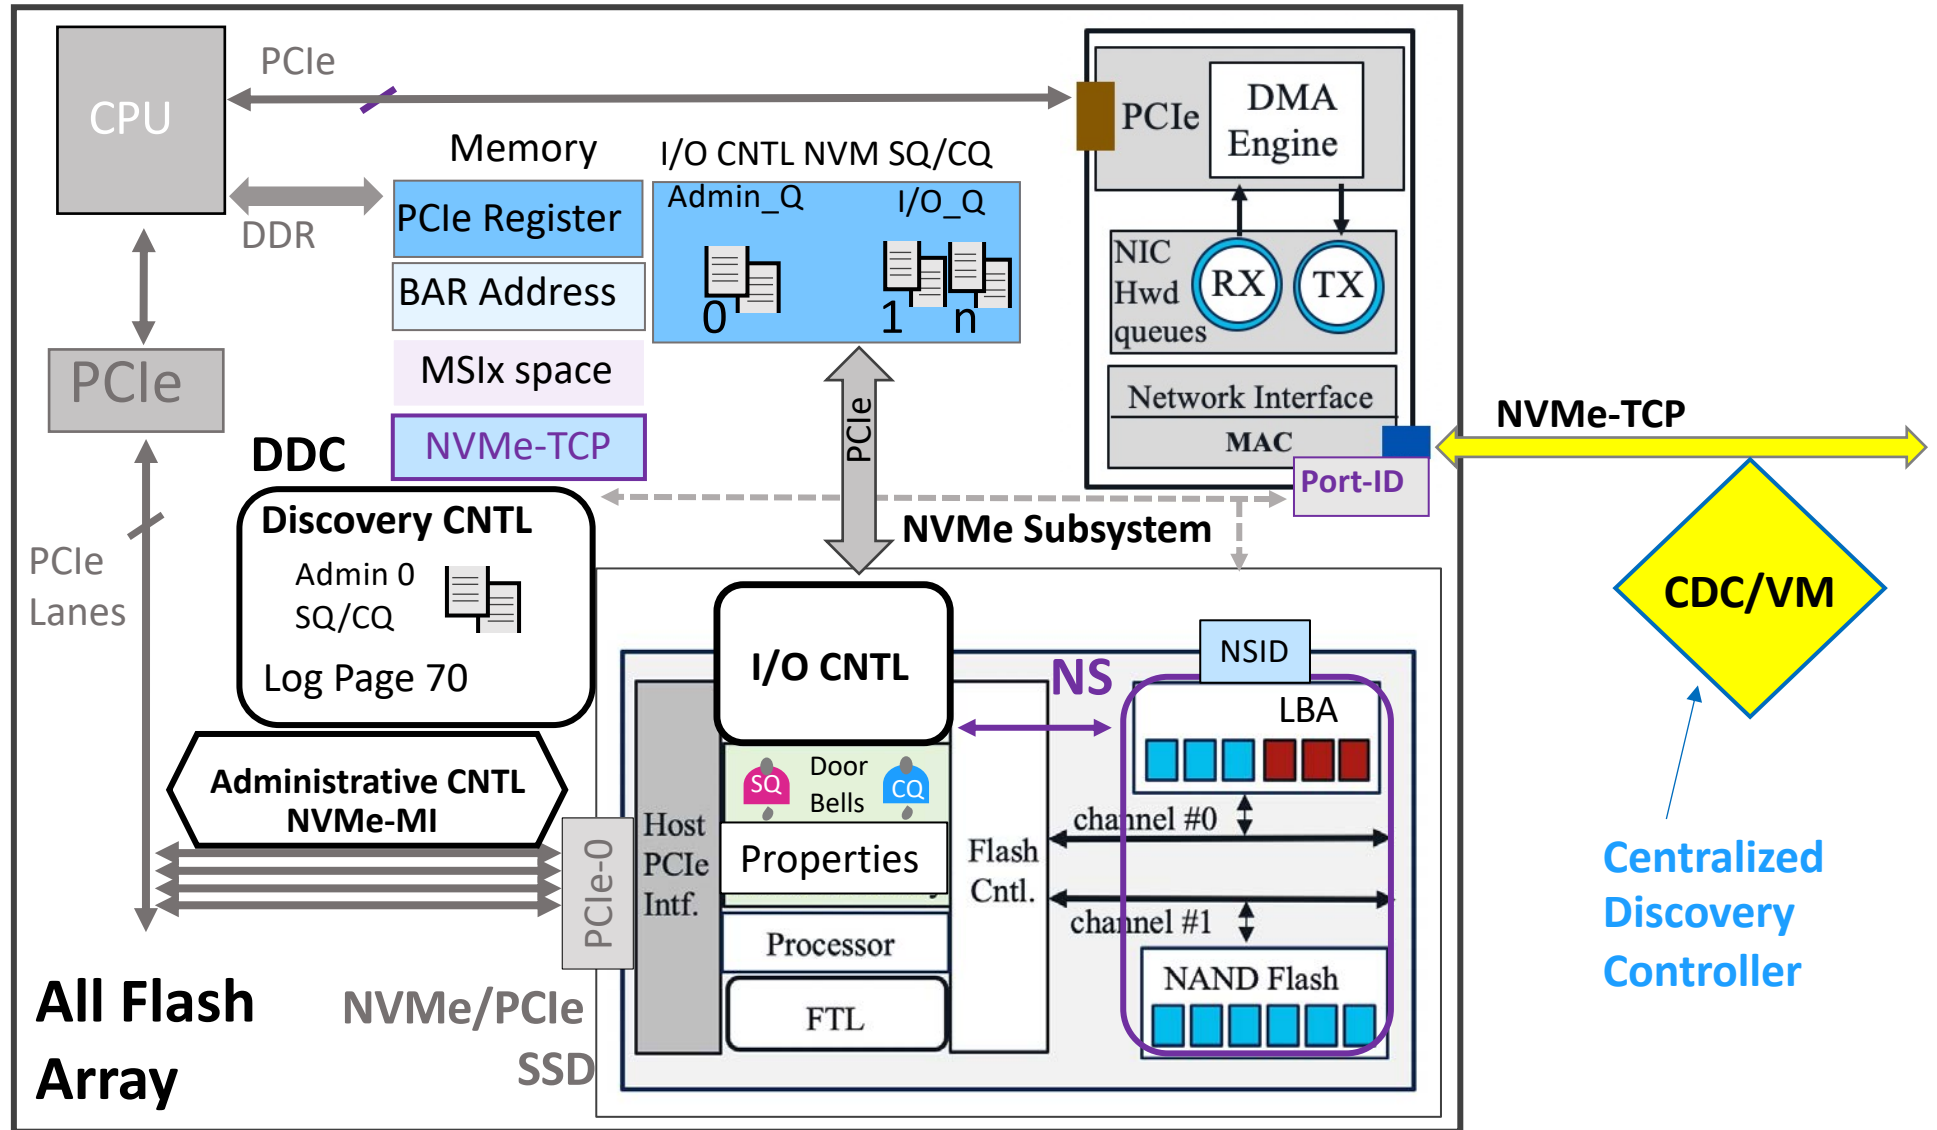 CPU
PCIe
DDR
PCIe
PCIe
Lanes
Memory
PCIe Register
BAR Address
MSIx space
NVMe-TCP
I/O CNTL NVM SQ/CQ
Admin_Q
I/O_Q
0
1
n
PCIe
PCIe
DMA
Engine
NIC
Hwd
queues
RX
TX
Network Interface
MAC
Port-ID
NVMe-TCP
CDC/VM
Centralized
Discovery
Controller
DDC
Discovery CNTL
Admin 0
SQ/CQ
Log Page 70
Administrative CNTL
NVMe-MI
NVMe Subsystem
I/O CNTL
NS
NSID
LBA
SQ
Door
Bells
CQ
Properties
Host
PCIe
Intf.
PCIe-0
Processor
FTL
Flash
Cntl.
channel #0
channel #1
NAND Flash
NVMe/PCIe
SSD
All Flash
Array